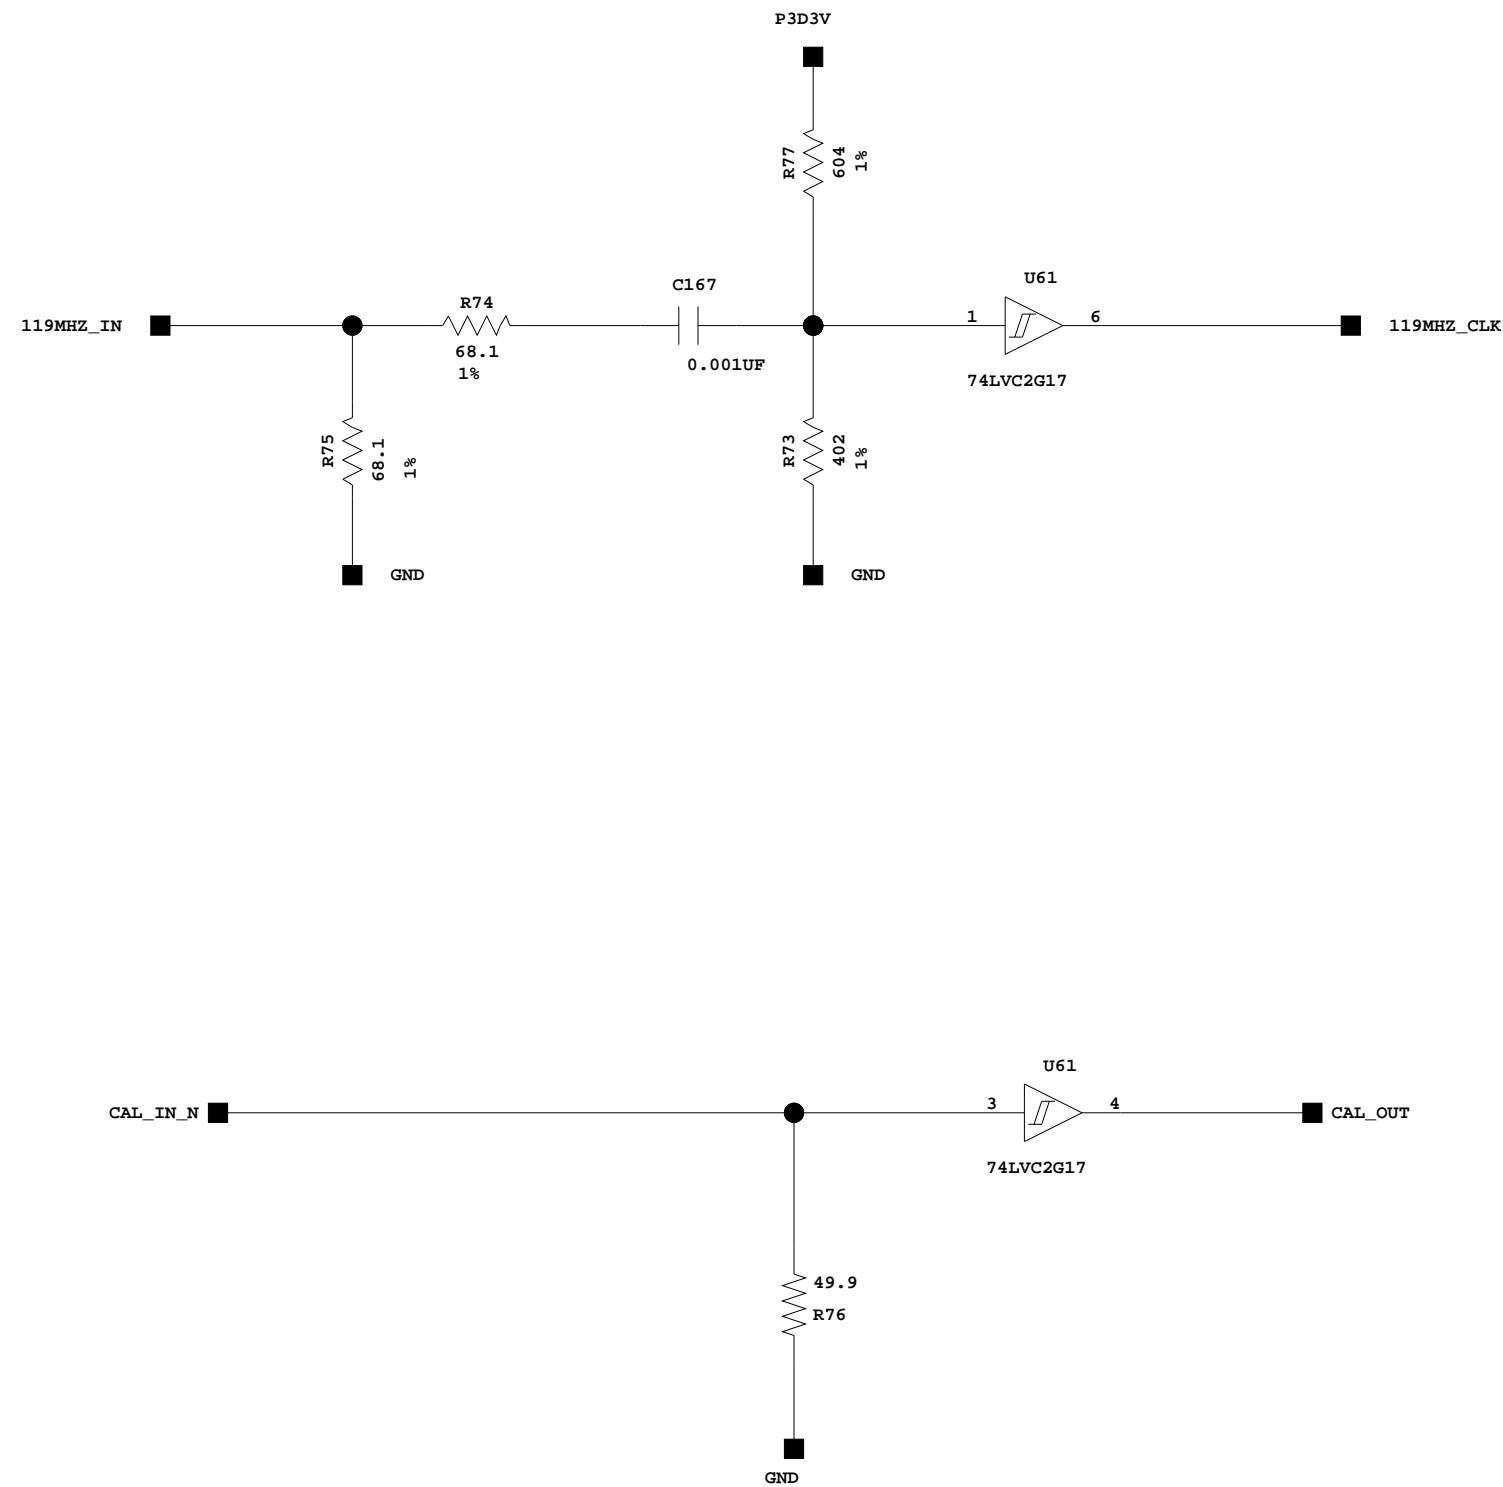 P3D3V
R77
604
1%
C167
U61
R74
119MHZ_IN
1
6
119MHZ_CLK
68.1
1%
0.001UF
74LVC2G17
R75
68.1
1%
R73
402
1%
GND
GND
U61
CAL_IN_N
3
4
CAL_OUT
74LVC2G17
49.9
R76
GND